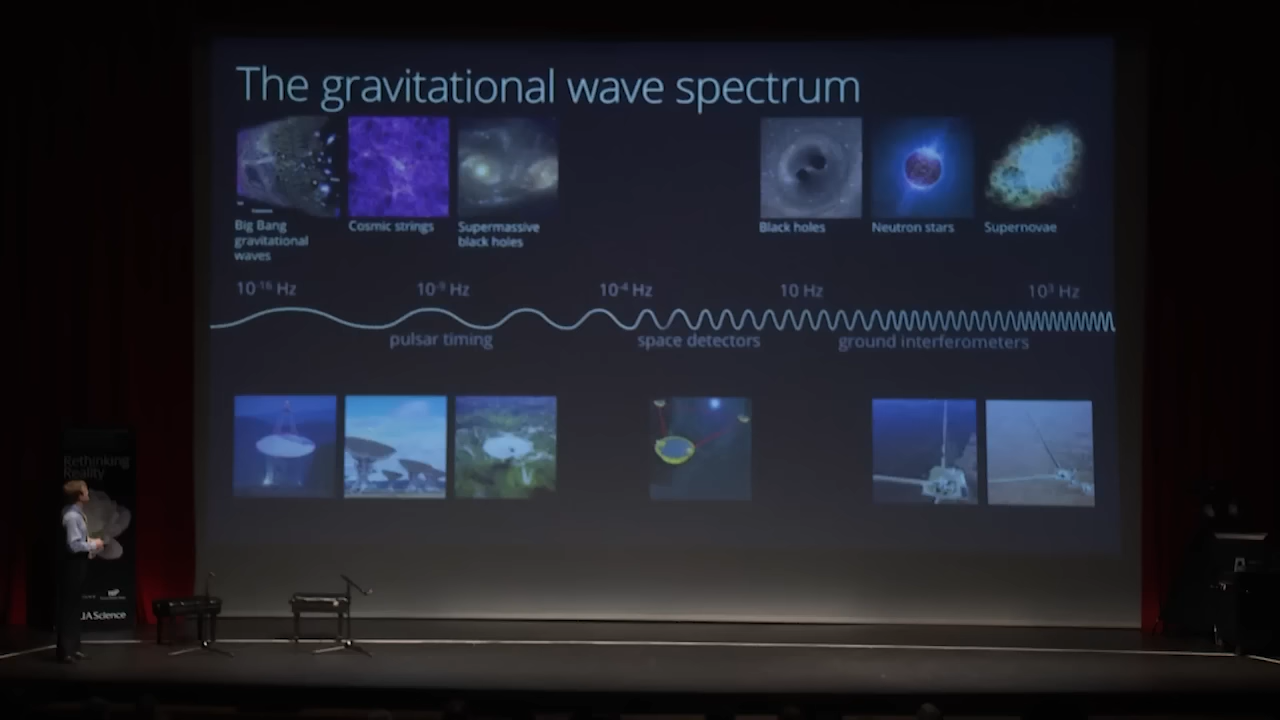 The gravitational wave spectrum
Big Bang
gravitational
waves
Cosmic strings
Supermassive
black holes
Black holes
Neutron stars
Supernovae
10⁻¹⁶ Hz
10⁻⁹ Hz
10⁻⁴ Hz
10 Hz
10³ Hz
pulsar timing
space detectors
ground interferometers
Rethinking
Reality
UA Science